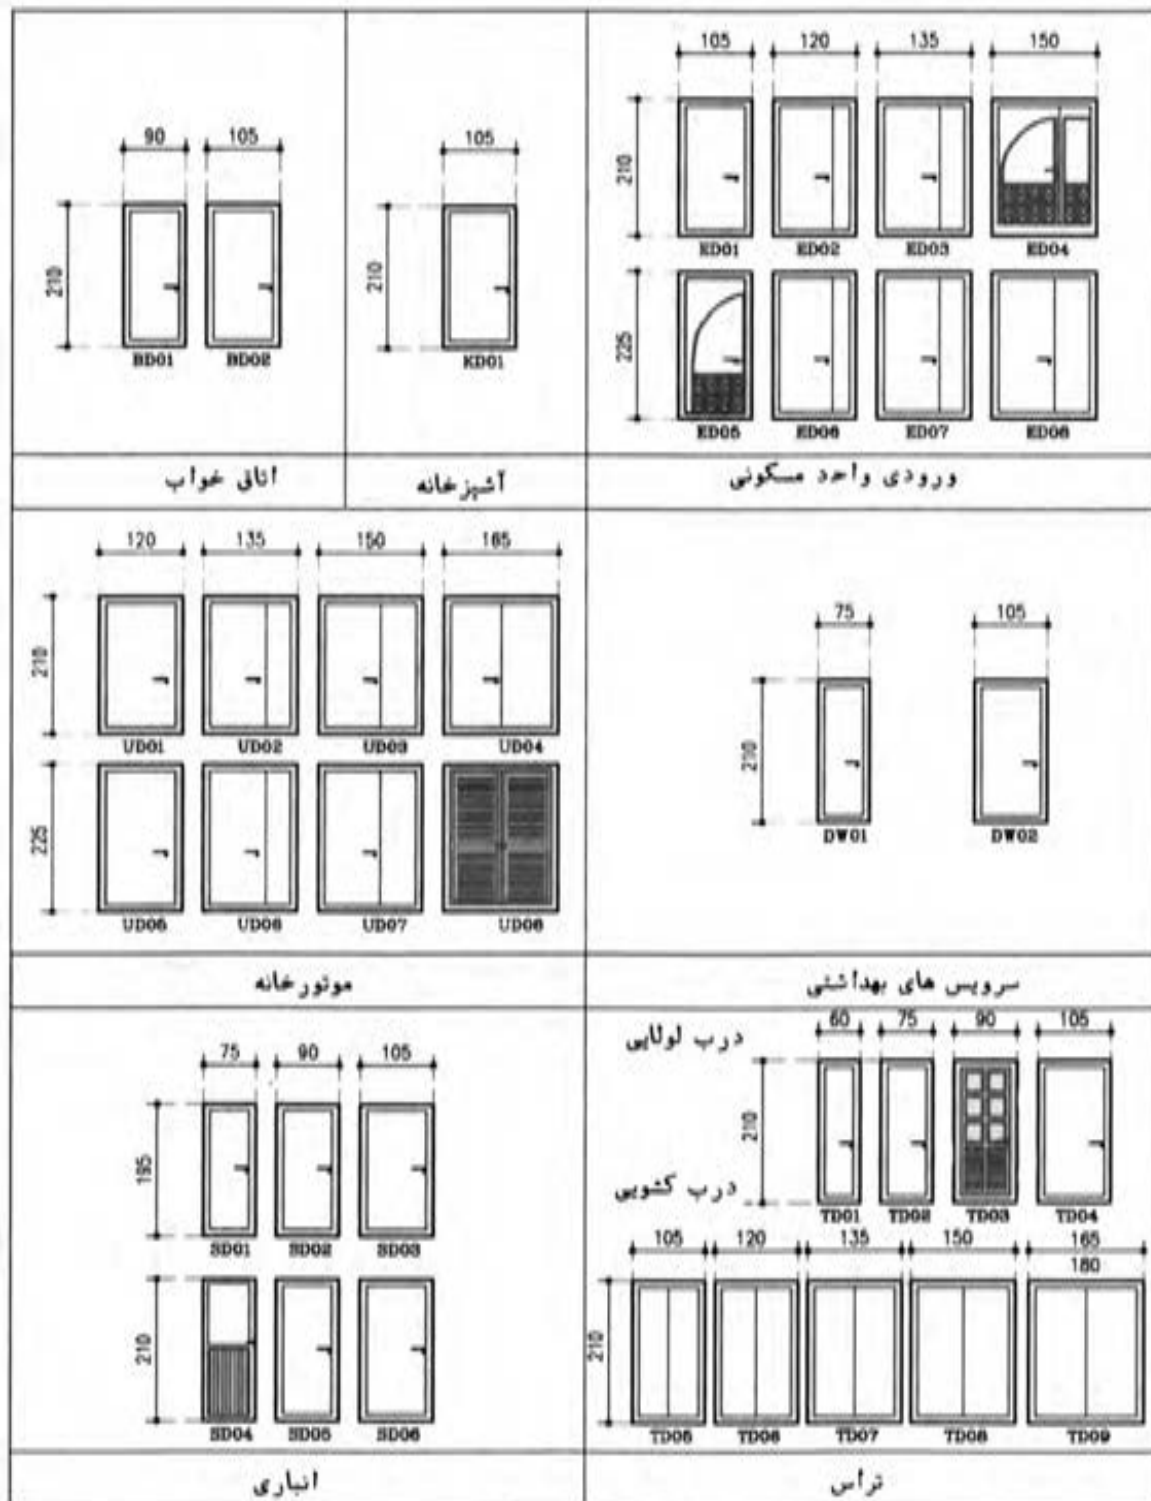 90 105
210
BD01 BD02
اتاق خواب
105
210
KD01
آشپزخانه
105 120 135 150
210
ED01 ED02 ED03 ED04
225
ED05 ED06 ED07 ED08
ورودی واحد مسکونی
120 135 150 165
210
UD01 UD02 UD03 UD04
225
UD05 UD06 UD07 UD08
موتورخانه
75 105
210
DW01 DW02
سرویس های بهداشتی
75 90 105
195
SD01 SD02 SD03
210
SD04 SD05 SD06
انباری
درب لولایی
60 75 90 105
210
TD01 TD02 TD03 TD04
درب کشویی
105 120 135 150 165
180
210
TD05 TD06 TD07 TD08 TD09
تراس